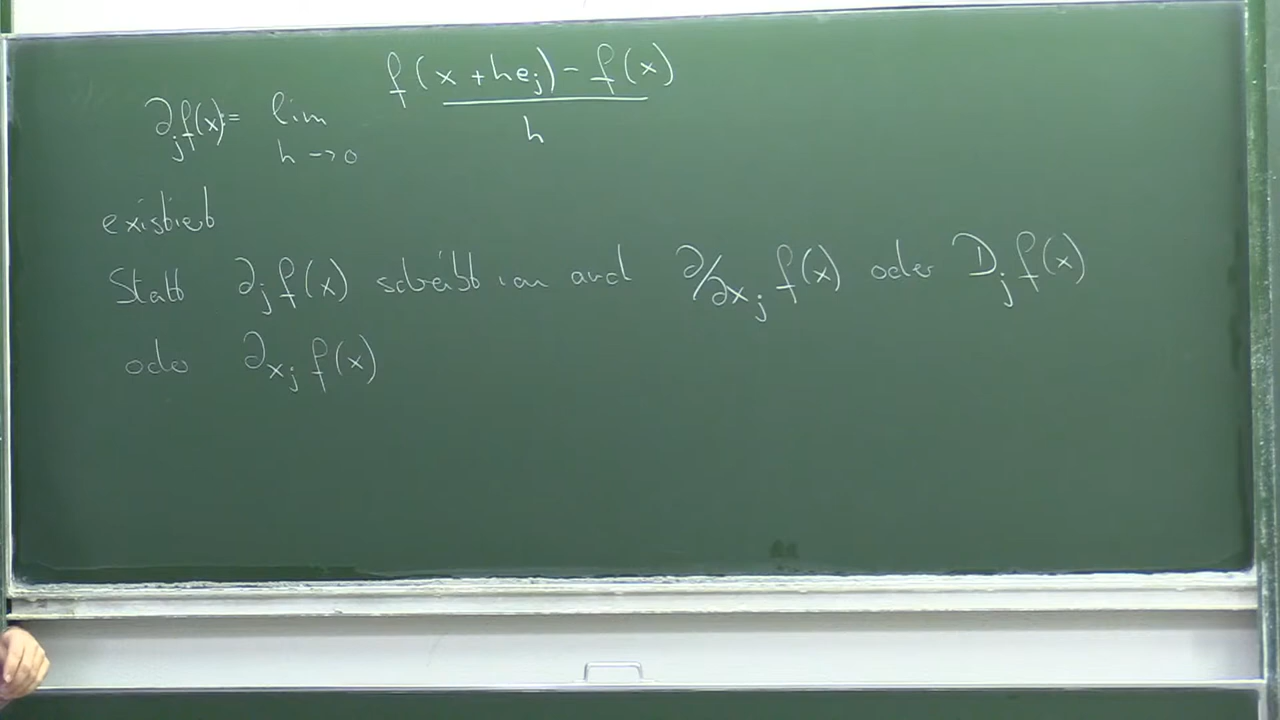 ∂_j f(x) := lim_{h→0} (f(x + he_j) − f(x)) / h
existiert
Statt ∂_j f(x) schreibt man auch ∂/∂x_j f(x) oder D_j f(x)
oder ∂_{x_j} f(x)